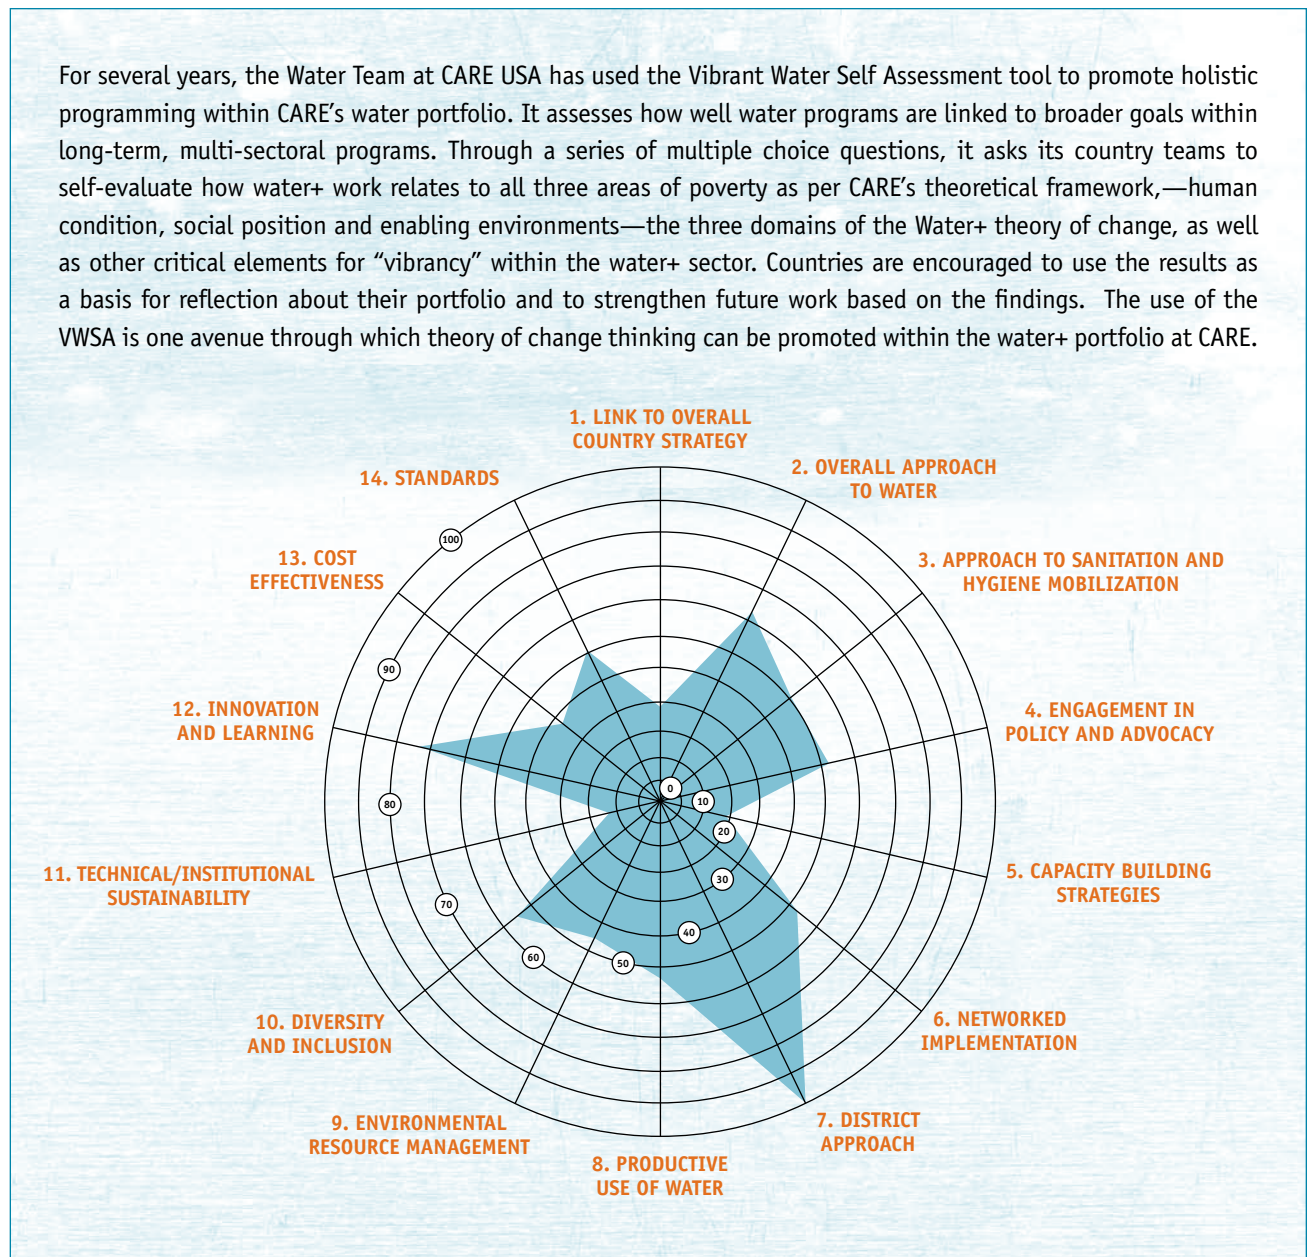 For several years, the Water Team at CARE USA has used the Vibrant Water Self Assessment tool to promote holistic
programming within CARE’s water portfolio. It assesses how well water programs are linked to broader goals within
long-term, multi-sectoral programs. Through a series of multiple choice questions, it asks its country teams to
self-evaluate how water+ work relates to all three areas of poverty as per CARE’s theoretical framework,—human
condition, social position and enabling environments—the three domains of the Water+ theory of change, as well
as other critical elements for “vibrancy” within the water+ sector. Countries are encouraged to use the results as
a basis for reflection about their portfolio and to strengthen future work based on the findings. The use of the
VWSA is one avenue through which theory of change thinking can be promoted within the water+ portfolio at CARE.
1. LINK TO OVERALL
COUNTRY STRATEGY
2. OVERALL APPROACH
TO WATER
3. APPROACH TO SANITATION AND
HYGIENE MOBILIZATION
4. ENGAGEMENT IN
POLICY AND ADVOCACY
5. CAPACITY BUILDING
STRATEGIES
6. NETWORKED
IMPLEMENTATION
7. DISTRICT
APPROACH
8. PRODUCTIVE
USE OF WATER
9. ENVIRONMENTAL
RESOURCE MANAGEMENT
10. DIVERSITY
AND INCLUSION
11. TECHNICAL/INSTITUTIONAL
SUSTAINABILITY
12. INNOVATION
AND LEARNING
13. COST
EFFECTIVENESS
14. STANDARDS
0
10
20
30
40
50
60
70
80
90
100